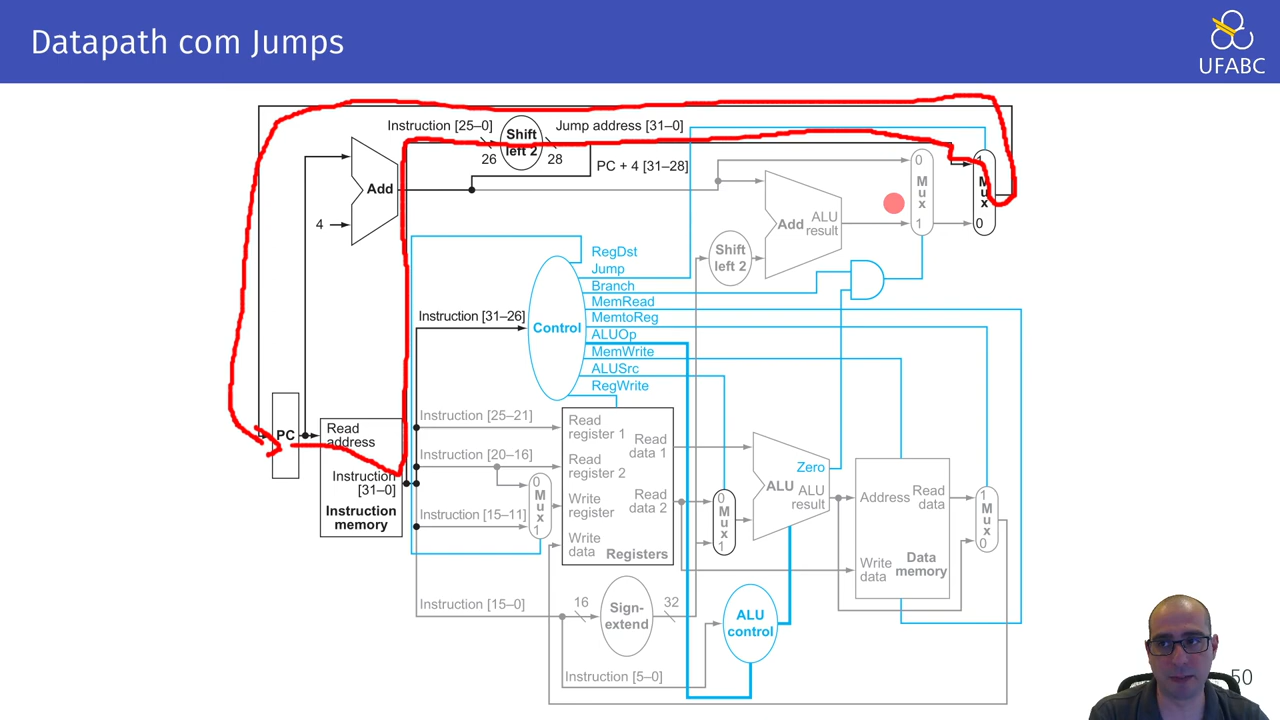 Datapath com Jumps
UFABC
Instruction [25–0]
Shift
left 2
Jump address [31–0]
26
28
PC + 4 [31–28]
Add
4
0
M
u
x
1
1
M
u
x
0
Add
ALU
result
Shift
left 2
RegDst
Jump
Branch
MemRead
MemtoReg
ALUOp
MemWrite
ALUSrc
RegWrite
Control
Instruction [31–26]
PC
Read
address
Instruction
[31–0]
Instruction
memory
Instruction [25–21]
Instruction [20–16]
Instruction [15–11]
0
M
u
x
1
Read
register 1
Read
register 2
Write
register
Write
data
Read
data 1
Read
data 2
Registers
0
M
u
x
1
Zero
ALU
ALU
result
Address
Read
data
Write
data
Data
memory
1
M
u
x
0
Instruction [15–0]
16
Sign-
extend
32
ALU
control
Instruction [5–0]
50